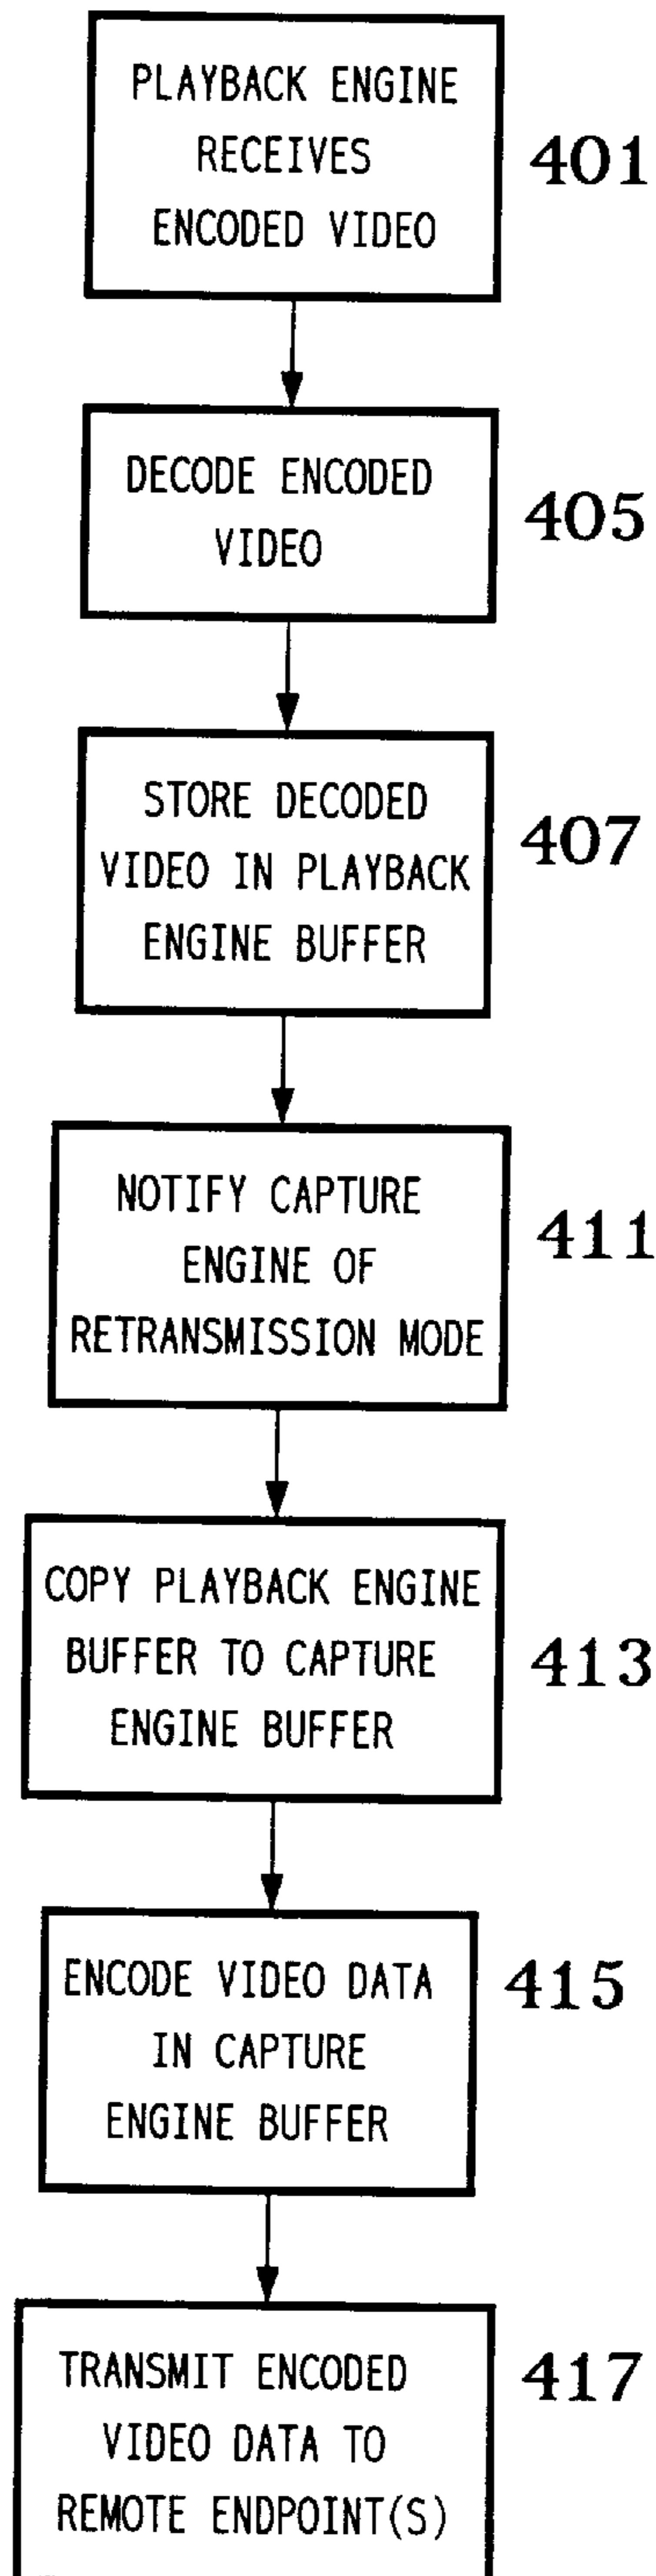 PLAYBACK ENGINE
RECEIVES
ENCODED VIDEO
401
DECODE ENCODED
VIDEO
405
STORE DECODED
VIDEO IN PLAYBACK
ENGINE BUFFER
407
NOTIFY CAPTURE
ENGINE OF
RETRANSMISSION MODE
411
COPY PLAYBACK ENGINE
BUFFER TO CAPTURE
ENGINE BUFFER
413
ENCODE VIDEO DATA
IN CAPTURE
ENGINE BUFFER
415
TRANSMIT ENCODED
VIDEO DATA TO
REMOTE ENDPOINT(S)
417